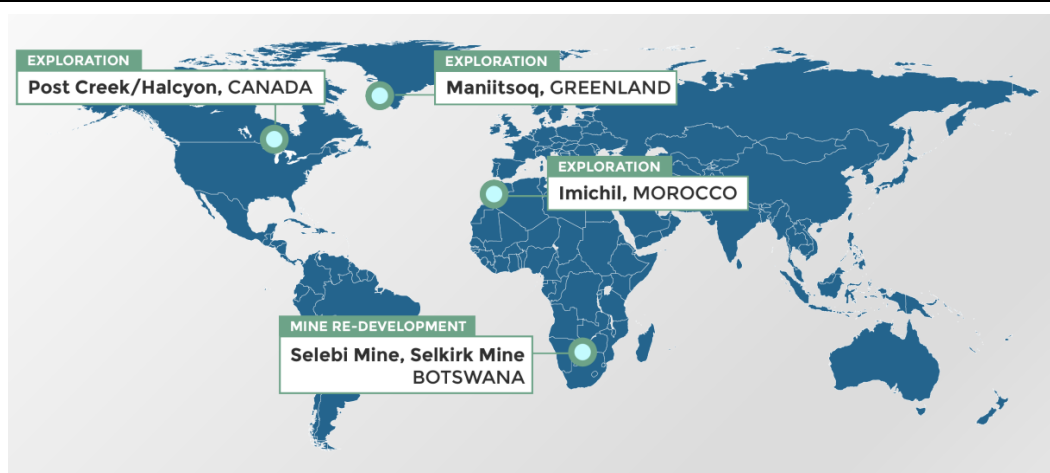 EXPLORATION
Post Creek/Halcyon, CANADA
EXPLORATION
Maniitsoq, GREENLAND
EXPLORATION
Imichil, MOROCCO
MINE RE-DEVELOPMENT
Selebi Mine, Selkirk Mine
BOTSWANA